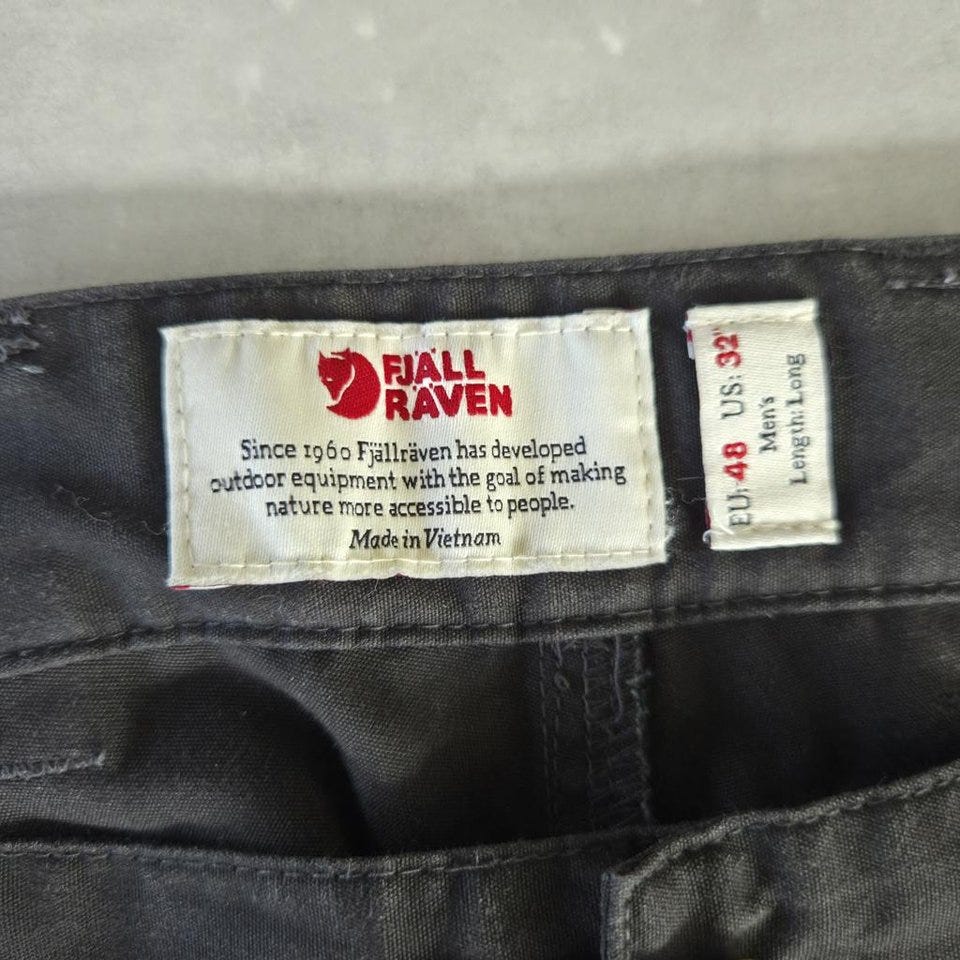 FJÄLL
RÄVEN
Since 1960 Fjällräven has developed
outdoor equipment with the goal of making
nature more accessible to people.
Made in Vietnam
EU: 48 US: 32"
Men's
Length: Long